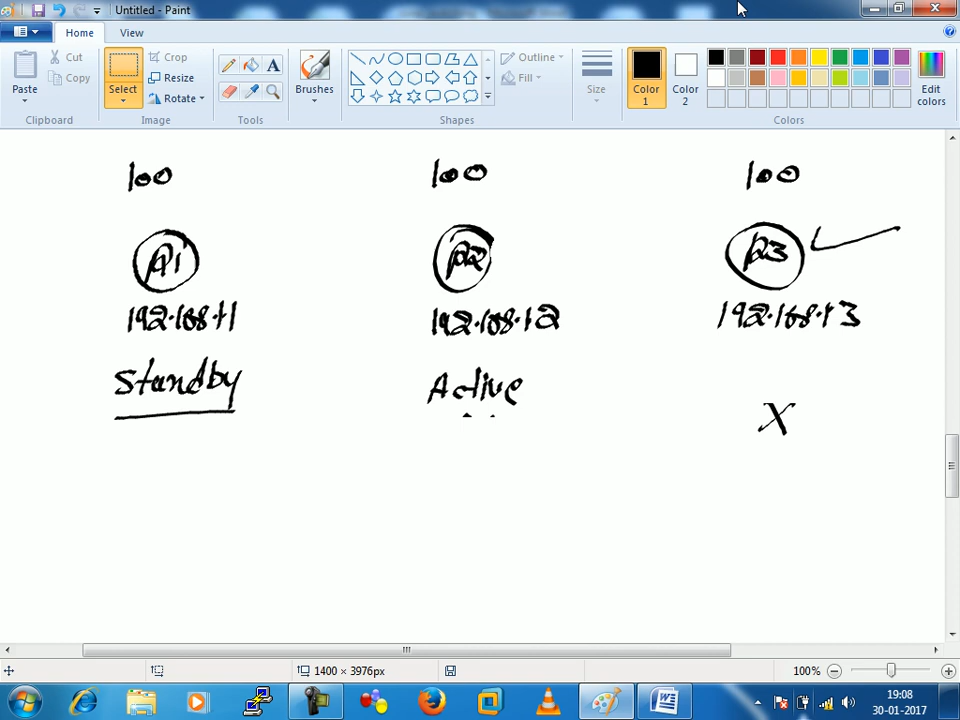 Untitled - Paint
Home View
Paste
Cut
Copy
Clipboard
Select
Crop
Resize
Rotate
Image
Tools
Brushes
Shapes
Outline
Fill
Size
Color 1
Color 2
Edit colors
Colors
100 100 100
R1 R2 R3
192.168.1.1 192.168.1.2 192.168.1.3
Standby Active
X
1400 × 3976px
100%
19:08
30-01-2017